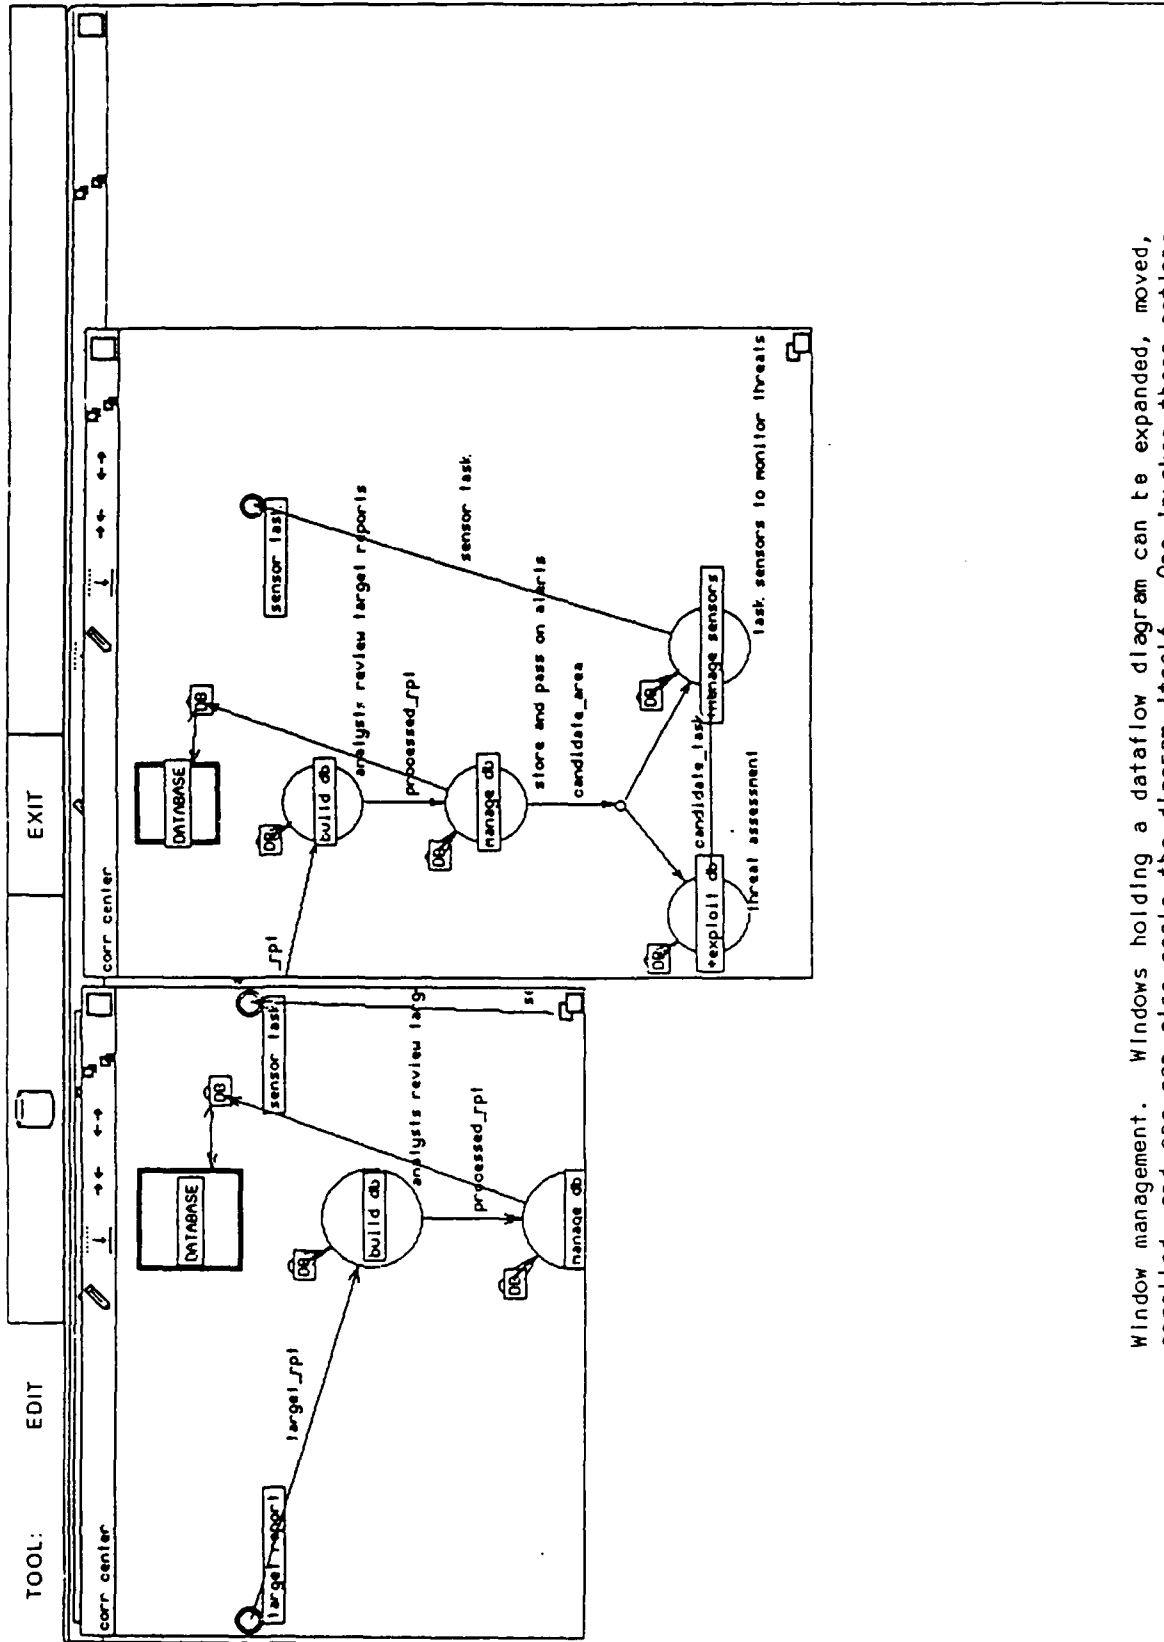 TOOL: EDIT EXIT
corr center
DATABASE
DB
sensor task
target report
target_rpt
DB
build db
analysts review targ
processed_rpt
DB
manage db
corr center
DATABASE
DB
sensor task
_rpt
DB
build db
analysts review target reports
processed_rpt
DB
manage db
sensor task
store and pass on alerts
candidate_area
DB
+exploit db
candidate_task
threat assessment
DB
manage sensors
task sensors to monitor threats
Window management. Windows holding a dataflow diagram can be expanded, moved,